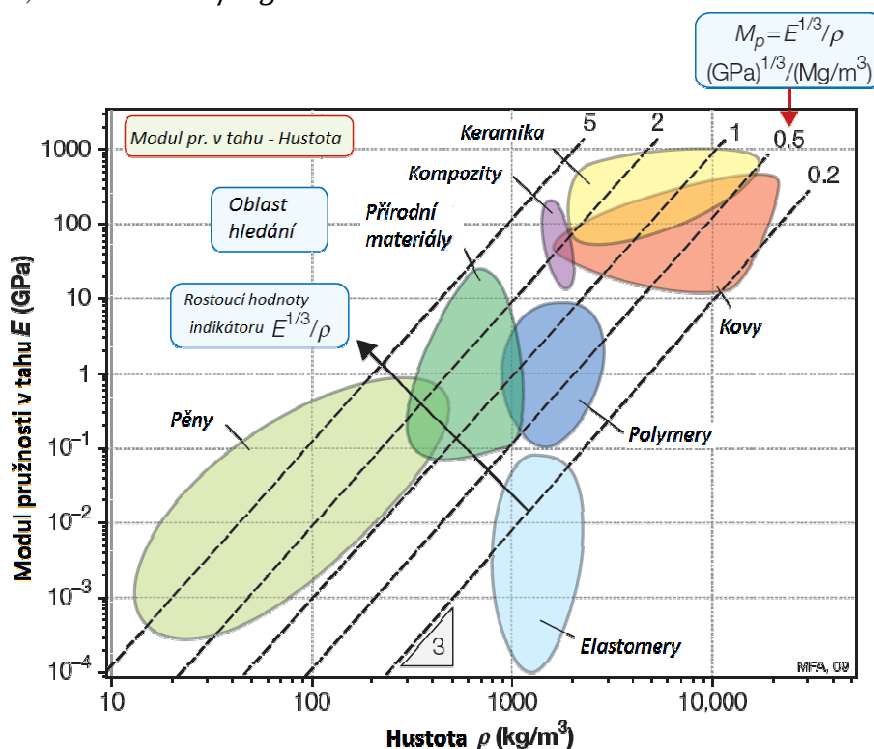 M_p = E^{1/3}/ρ
(GPa)^{1/3}/(Mg/m^3)
Modul pr. v tahu - Hustota
Keramika
5
2
1
0.5
0.2
Kompozity
Oblast
hledání
Přírodní
materiály
Rostoucí hodnoty
indikátoru E^{1/3}/ρ
Kovy
Pěny
Polymery
Elastomery
3
MFA, 09
1000
100
10
1
10^{-1}
10^{-2}
10^{-3}
10^{-4}
Modul pružnosti v tahu E (GPa)
10
100
1000
10,000
Hustota ρ (kg/m^3)